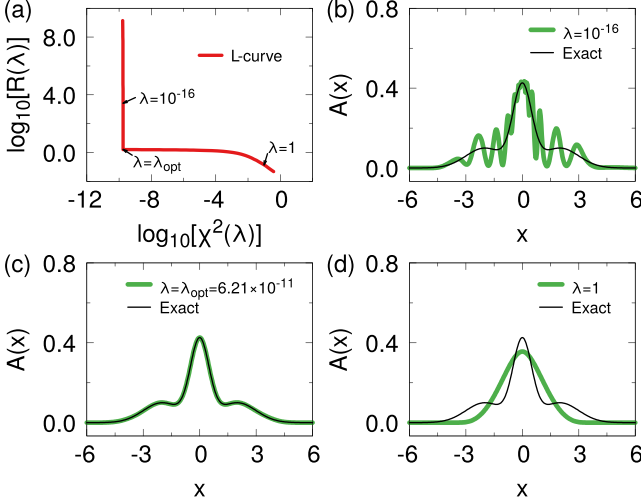 (a)
log₁₀[R(λ)]
8.0
4.0
0.0
L-curve
λ=10⁻¹⁶
λ=λₒₚₜ
λ=1
-12 -8 -4 0 4
log₁₀[χ²(λ)]
(b)
A(x)
0.8
0.4
0.0
λ=10⁻¹⁶
Exact
-6 -3 0 3 6
x
(c)
A(x)
0.8
0.4
0.0
λ=λₒₚₜ=6.21×10⁻¹¹
Exact
-6 -3 0 3 6
x
(d)
A(x)
0.8
0.4
0.0
λ=1
Exact
-6 -3 0 3 6
x